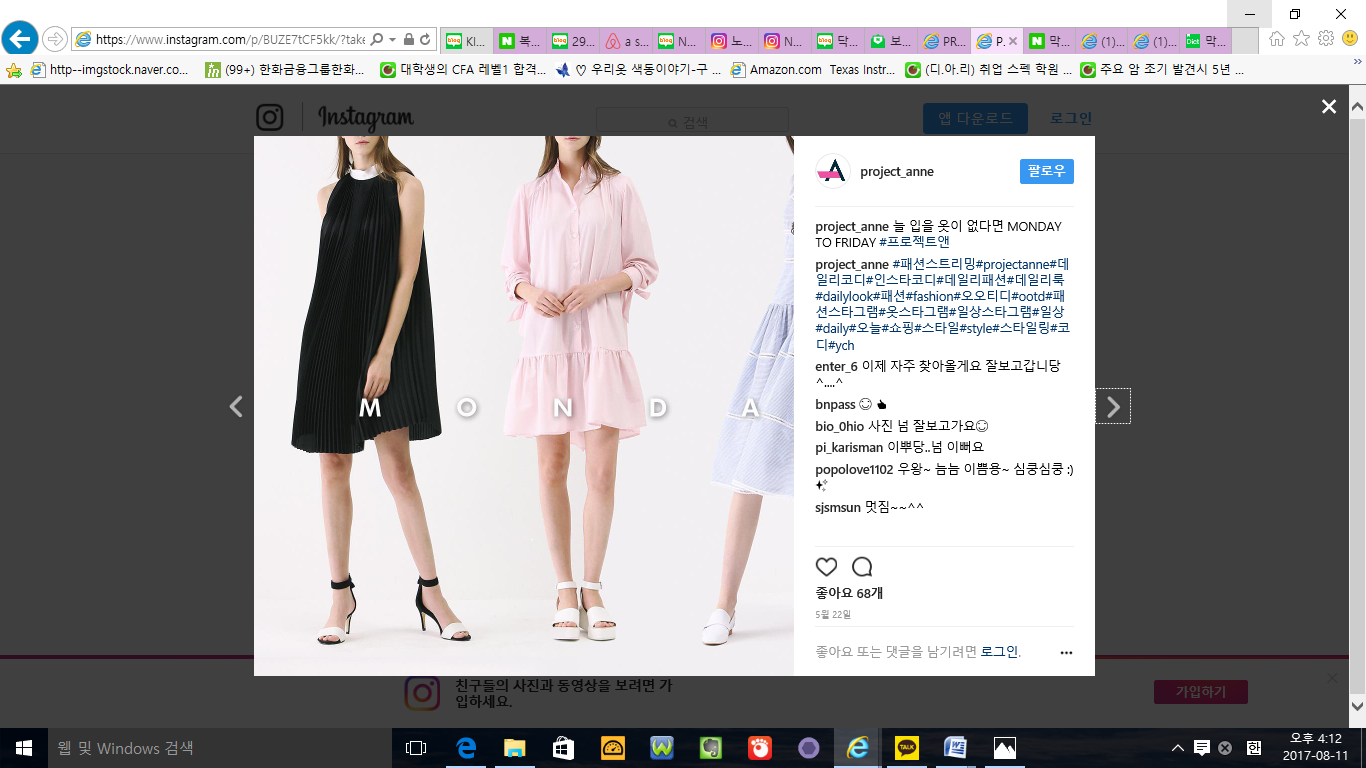 https://www.instagram.com/p/BUZE7tCF5kk/?take
Kl...
복...
29...
a s...
N...
노...
N...
닥...
보...
PR...
P...
막...
(1)...
(1)...
막...
http--imgstock.naver.co...
(99+) 한화금융그룹한화...
대학생의 CFA 레벨1 합격...
♡ 우리옷 색동이야기-구 ...
Amazon.com Texas Instr...
(디.아.리) 취업 스펙 학원 ...
주요 암 조기 발견시 5년 ...
Instagram
검색
앱 다운로드
로그인
M O N D A
project_anne
팔로우
project_anne 늘 입을 옷이 없다면 MONDAY
TO FRIDAY #프로젝트앤
project_anne #패션스트리밍#projectanne#데
일리코디#인스타코디#데일리패션#데일리룩
#dailylook#패션#fashion#오오티디#ootd#패
션스타그램#옷스타그램#일상스타그램#일상
#daily#오늘#쇼핑#스타일#style#스타일링#코
디#ych
enter_6 이제 자주 찾아올게요 잘보고갑니당
^....^
bnpass
bio_0hio 사진 넘 잘보고가요
pi_karisman 이뿌당..넘 이뻐요
popolove1102 우왕~ 늠늠 이쁨용~ 심쿵심쿵 :)
sjsmsun 멋짐~~^^
좋아요 68개
5월 22일
좋아요 또는 댓글을 남기려면 로그인.
친구들의 사진과 동영상을 보려면 가
입하세요.
가입하기
웹 및 Windows 검색
TALK
한
오후 4:12
2017-08-11